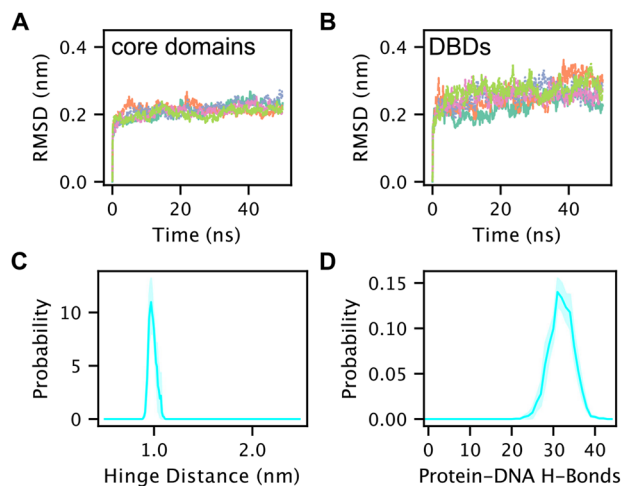 A
core domains
RMSD (nm)
0.4
0.2
0.0
0
20
40
Time (ns)
B
DBDs
RMSD (nm)
0.4
0.2
0.0
0
20
40
Time (ns)
C
Probability
10
5
0
1.0
2.0
Hinge Distance (nm)
D
Probability
0.15
0.10
0.05
0.00
0
10
20
30
40
Protein–DNA H–Bonds